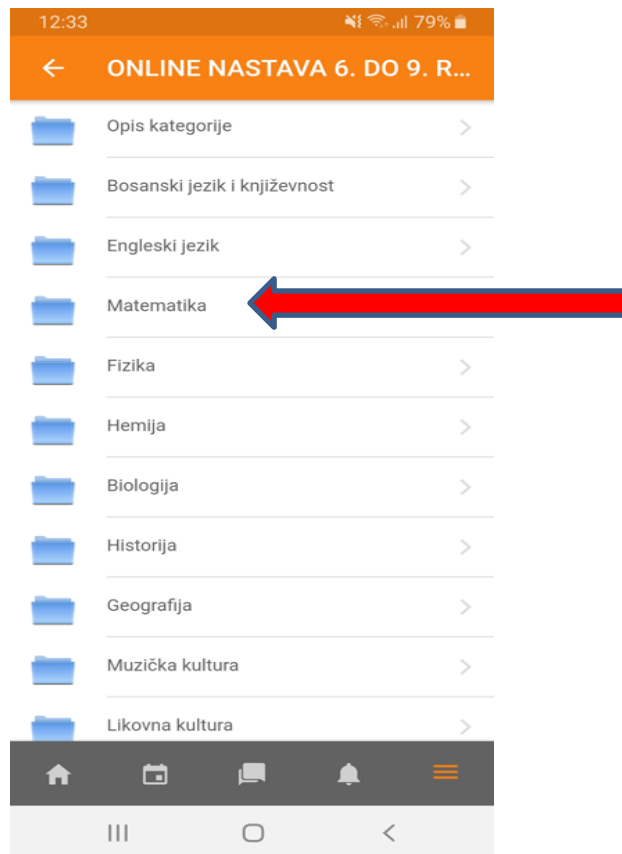 12:33 79%
ONLINE NASTAVA 6. DO 9. R...
Opis kategorije
Bosanski jezik i književnost
Engleski jezik
Matematika
Fizika
Hemija
Biologija
Historija
Geografija
Muzička kultura
Likovna kultura